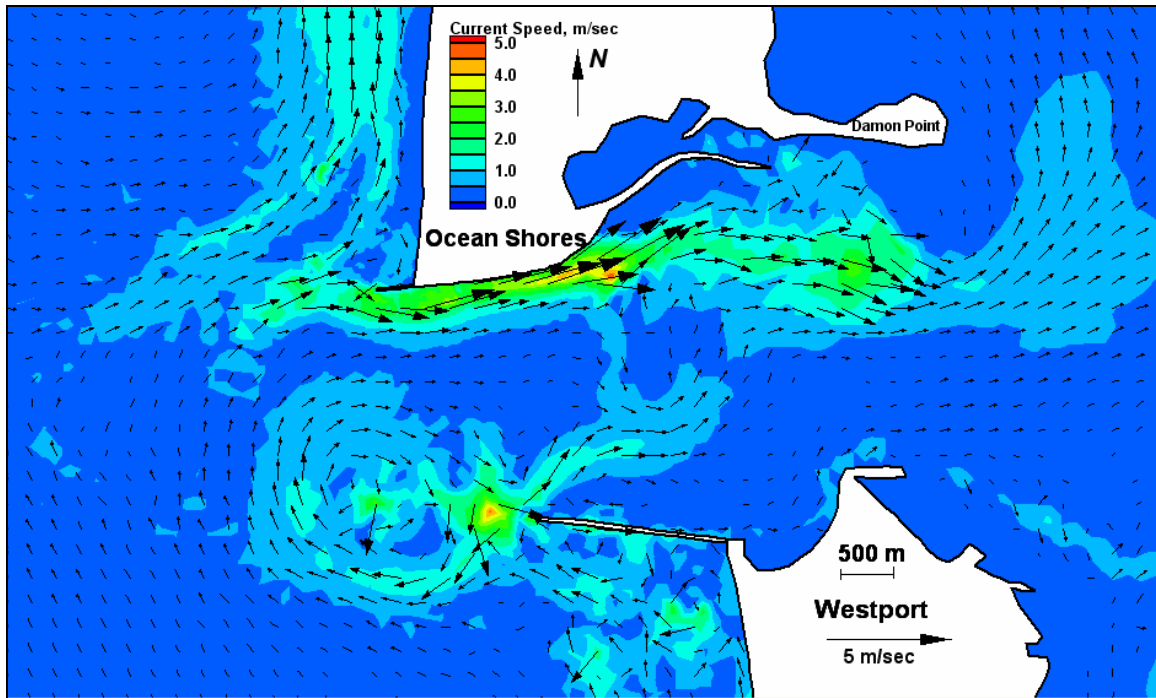 Current Speed, m/sec
5.0
4.0
3.0
2.0
1.0
0.0
N
Damon Point
Ocean Shores
500 m
Westport
5 m/sec